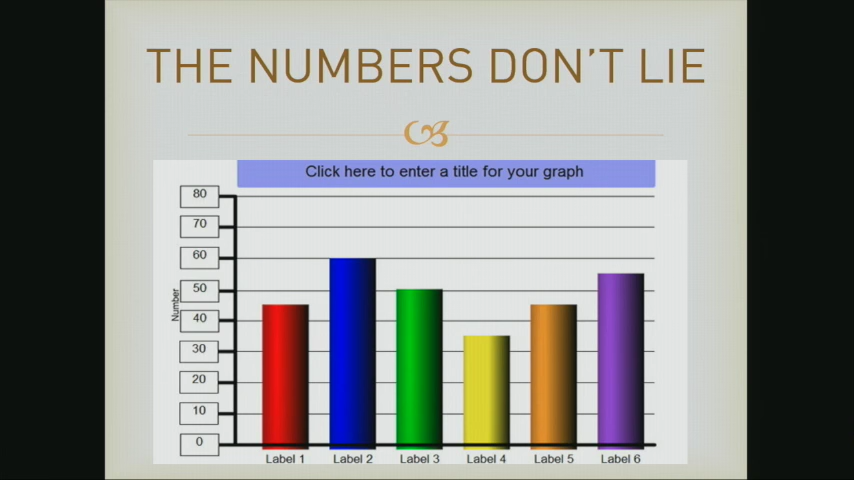 THE NUMBERS DON'T LIE
Click here to enter a title for your graph
80
70
60
50
40
30
20
10
0
Number
Label 1 Label 2 Label 3 Label 4 Label 5 Label 6